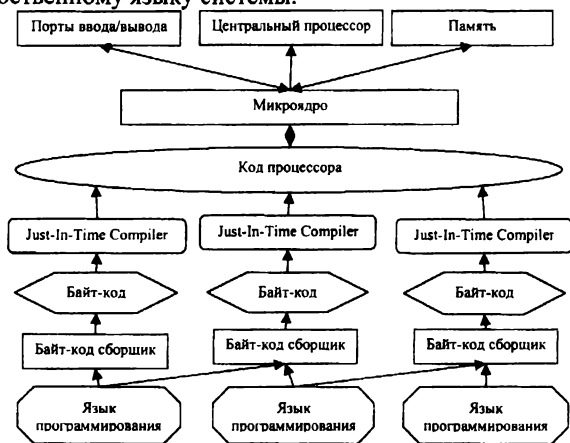 бственному языку системы.
Порты ввода/вывода
Центральный процессор
Память
Микроядро
Код процессора
Just-In-Time Compiler
Just-In-Time Compiler
Just-In-Time Compiler
Байт-код
Байт-код
Байт-код
Байт-код сборщик
Байт-код сборщик
Байт-код сборщик
Язык
программирования
Язык
программирования
Язык
программирования